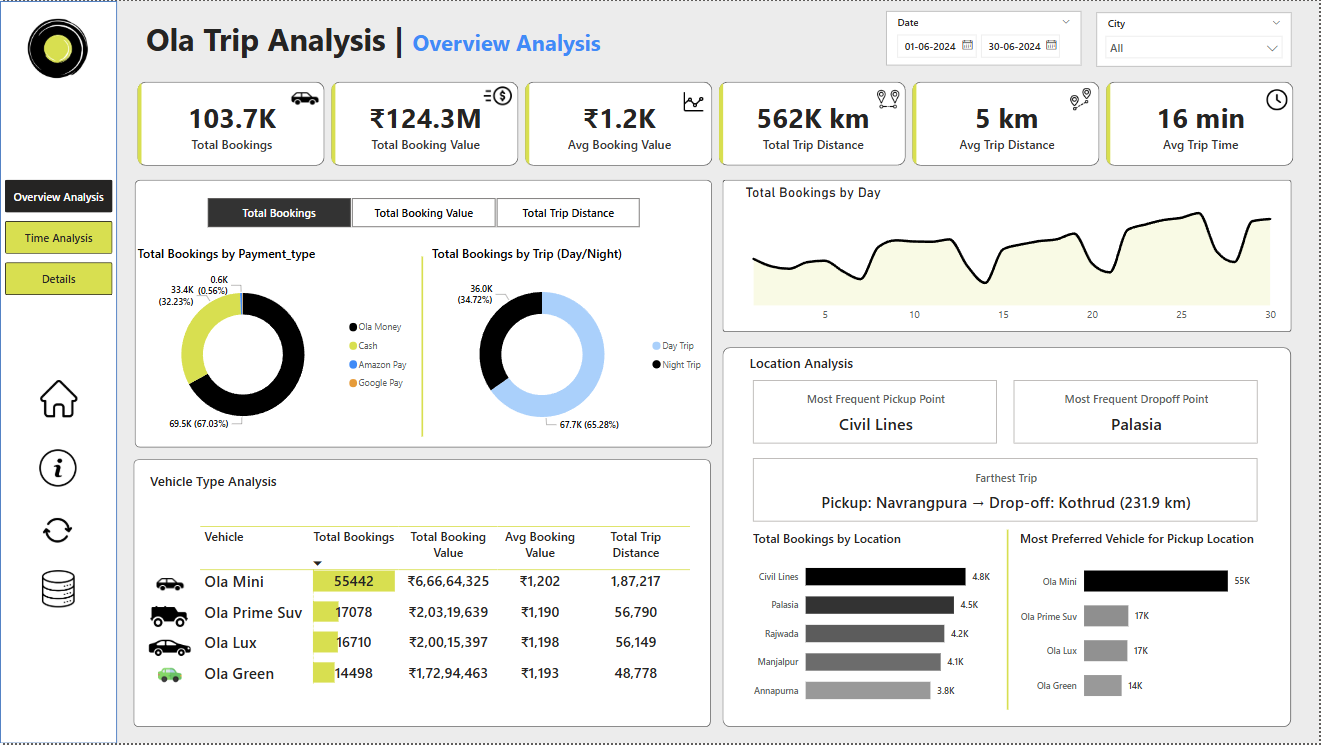 Ola Trip Analysis | Overview Analysis
Date
01-06-2024 30-06-2024
City
All
103.7K
Total Bookings
₹124.3M
Total Booking Value
₹1.2K
Avg Booking Value
562K km
Total Trip Distance
5 km
Avg Trip Distance
16 min
Avg Trip Time
Overview Analysis
Time Analysis
Details
Total Bookings
Total Booking Value
Total Trip Distance
Total Bookings by Payment_type
0.6K
(0.56%)
33.4K
(32.23%)
69.5K (67.03%)
Ola Money
Cash
Amazon Pay
Google Pay
Total Bookings by Trip (Day/Night)
36.0K
(34.72%)
67.7K (65.28%)
Day Trip
Night Trip
Total Bookings by Day
5 10 15 20 25 30
Vehicle Type Analysis
Vehicle Total Bookings Total Booking Value Avg Booking Value Total Trip Distance
Ola Mini 55442 ₹6,66,64,325 ₹1,202 1,87,217
Ola Prime Suv 17078 ₹2,03,19,639 ₹1,190 56,790
Ola Lux 16710 ₹2,00,15,397 ₹1,198 56,149
Ola Green 14498 ₹1,72,94,463 ₹1,193 48,778
Location Analysis
Most Frequent Pickup Point
Civil Lines
Most Frequent Dropoff Point
Palasia
Farthest Trip
Pickup: Navrangpura → Drop-off: Kothrud (231.9 km)
Total Bookings by Location
Civil Lines 4.8K
Palasia 4.5K
Rajwada 4.2K
Manjalpur 4.1K
Annapurna 3.8K
Most Preferred Vehicle for Pickup Location
Ola Mini 55K
Ola Prime Suv 17K
Ola Lux 17K
Ola Green 14K